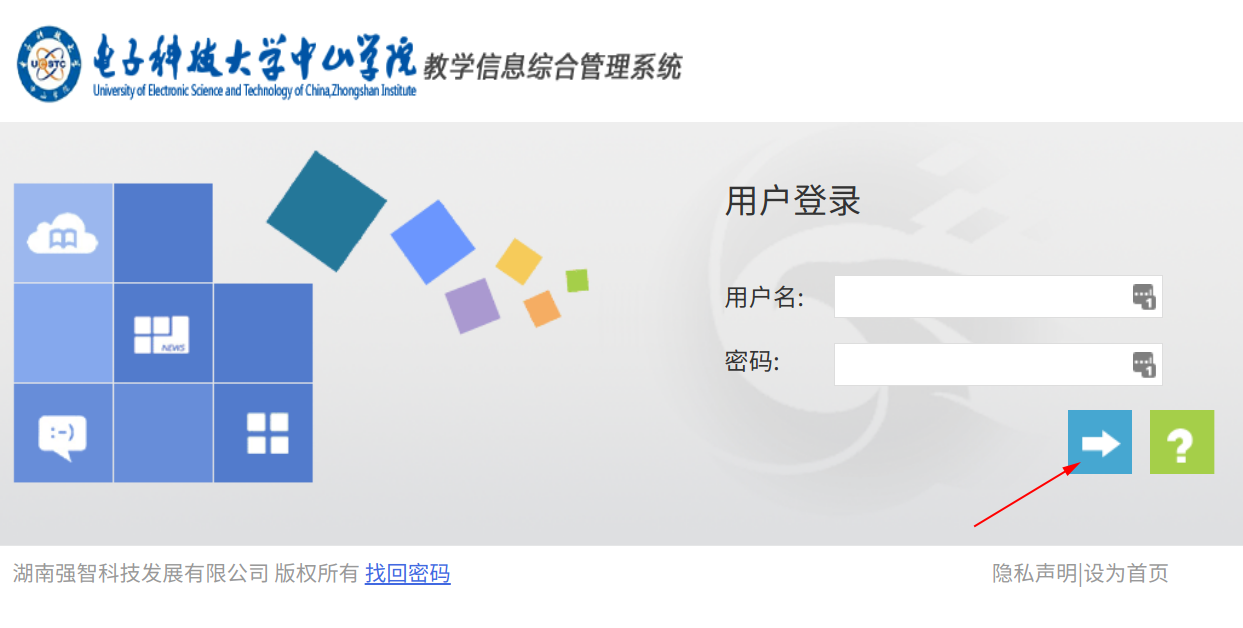 电子科技大学中山学院
University of Electronic Science and Technology of China,Zhongshan Institute
教学信息综合管理系统
用户登录
用户名:
密码:
NEWS
:-)
?
湖南强智科技发展有限公司 版权所有 找回密码
隐私声明|设为首页